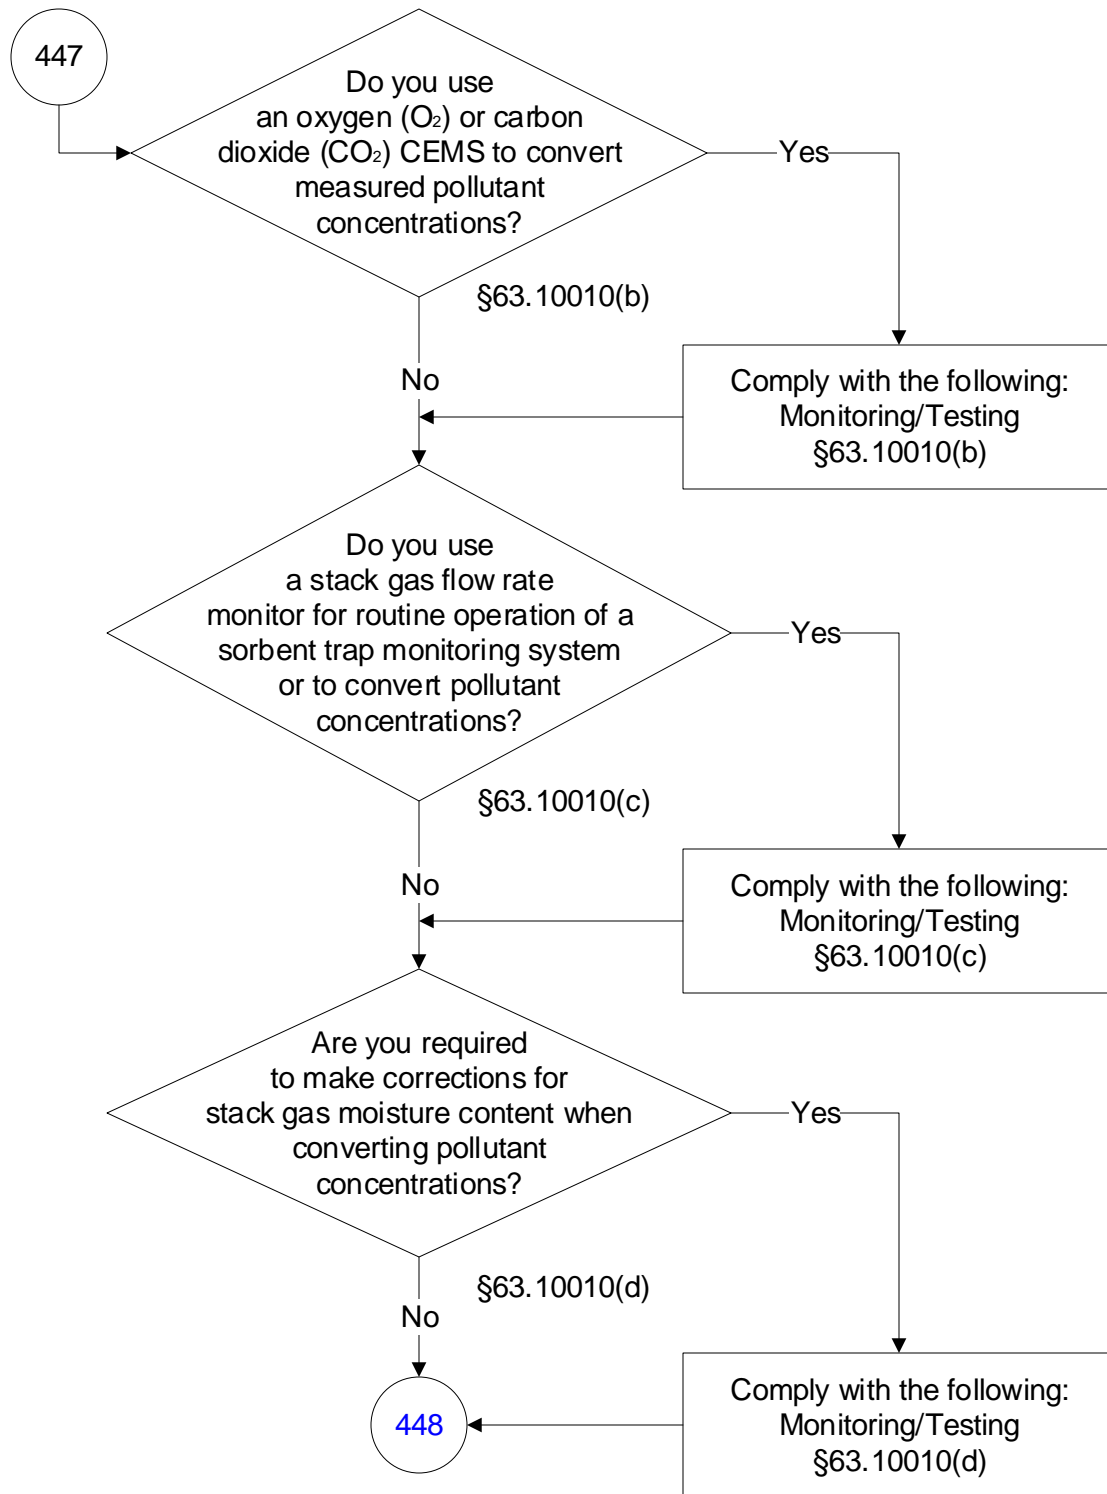 447
Do you use
an oxygen (O₂) or carbon
dioxide (CO₂) CEMS to convert
measured pollutant
concentrations?
Yes
§63.10010(b)
No
Comply with the following:
Monitoring/Testing
§63.10010(b)
Do you use
a stack gas flow rate
monitor for routine operation of a
sorbent trap monitoring system
or to convert pollutant
concentrations?
Yes
§63.10010(c)
No
Comply with the following:
Monitoring/Testing
§63.10010(c)
Are you required
to make corrections for
stack gas moisture content when
converting pollutant
concentrations?
Yes
§63.10010(d)
No
Comply with the following:
Monitoring/Testing
§63.10010(d)
448